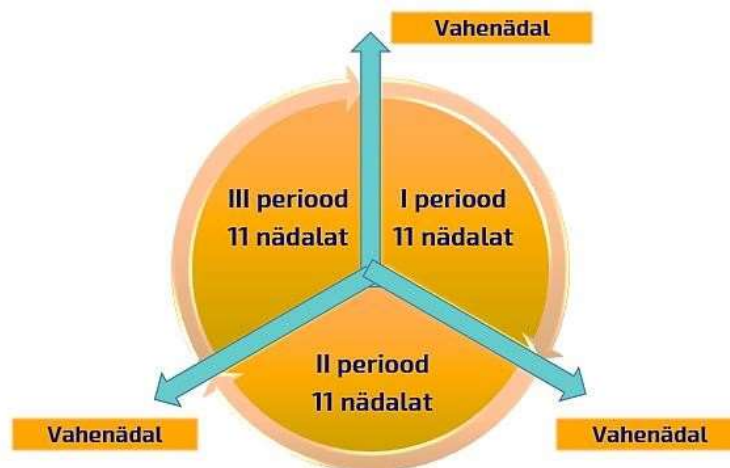 Vahenädal
III periood
11 nädalat
I periood
11 nädalat
II periood
11 nädalat
Vahenädal
Vahenädal